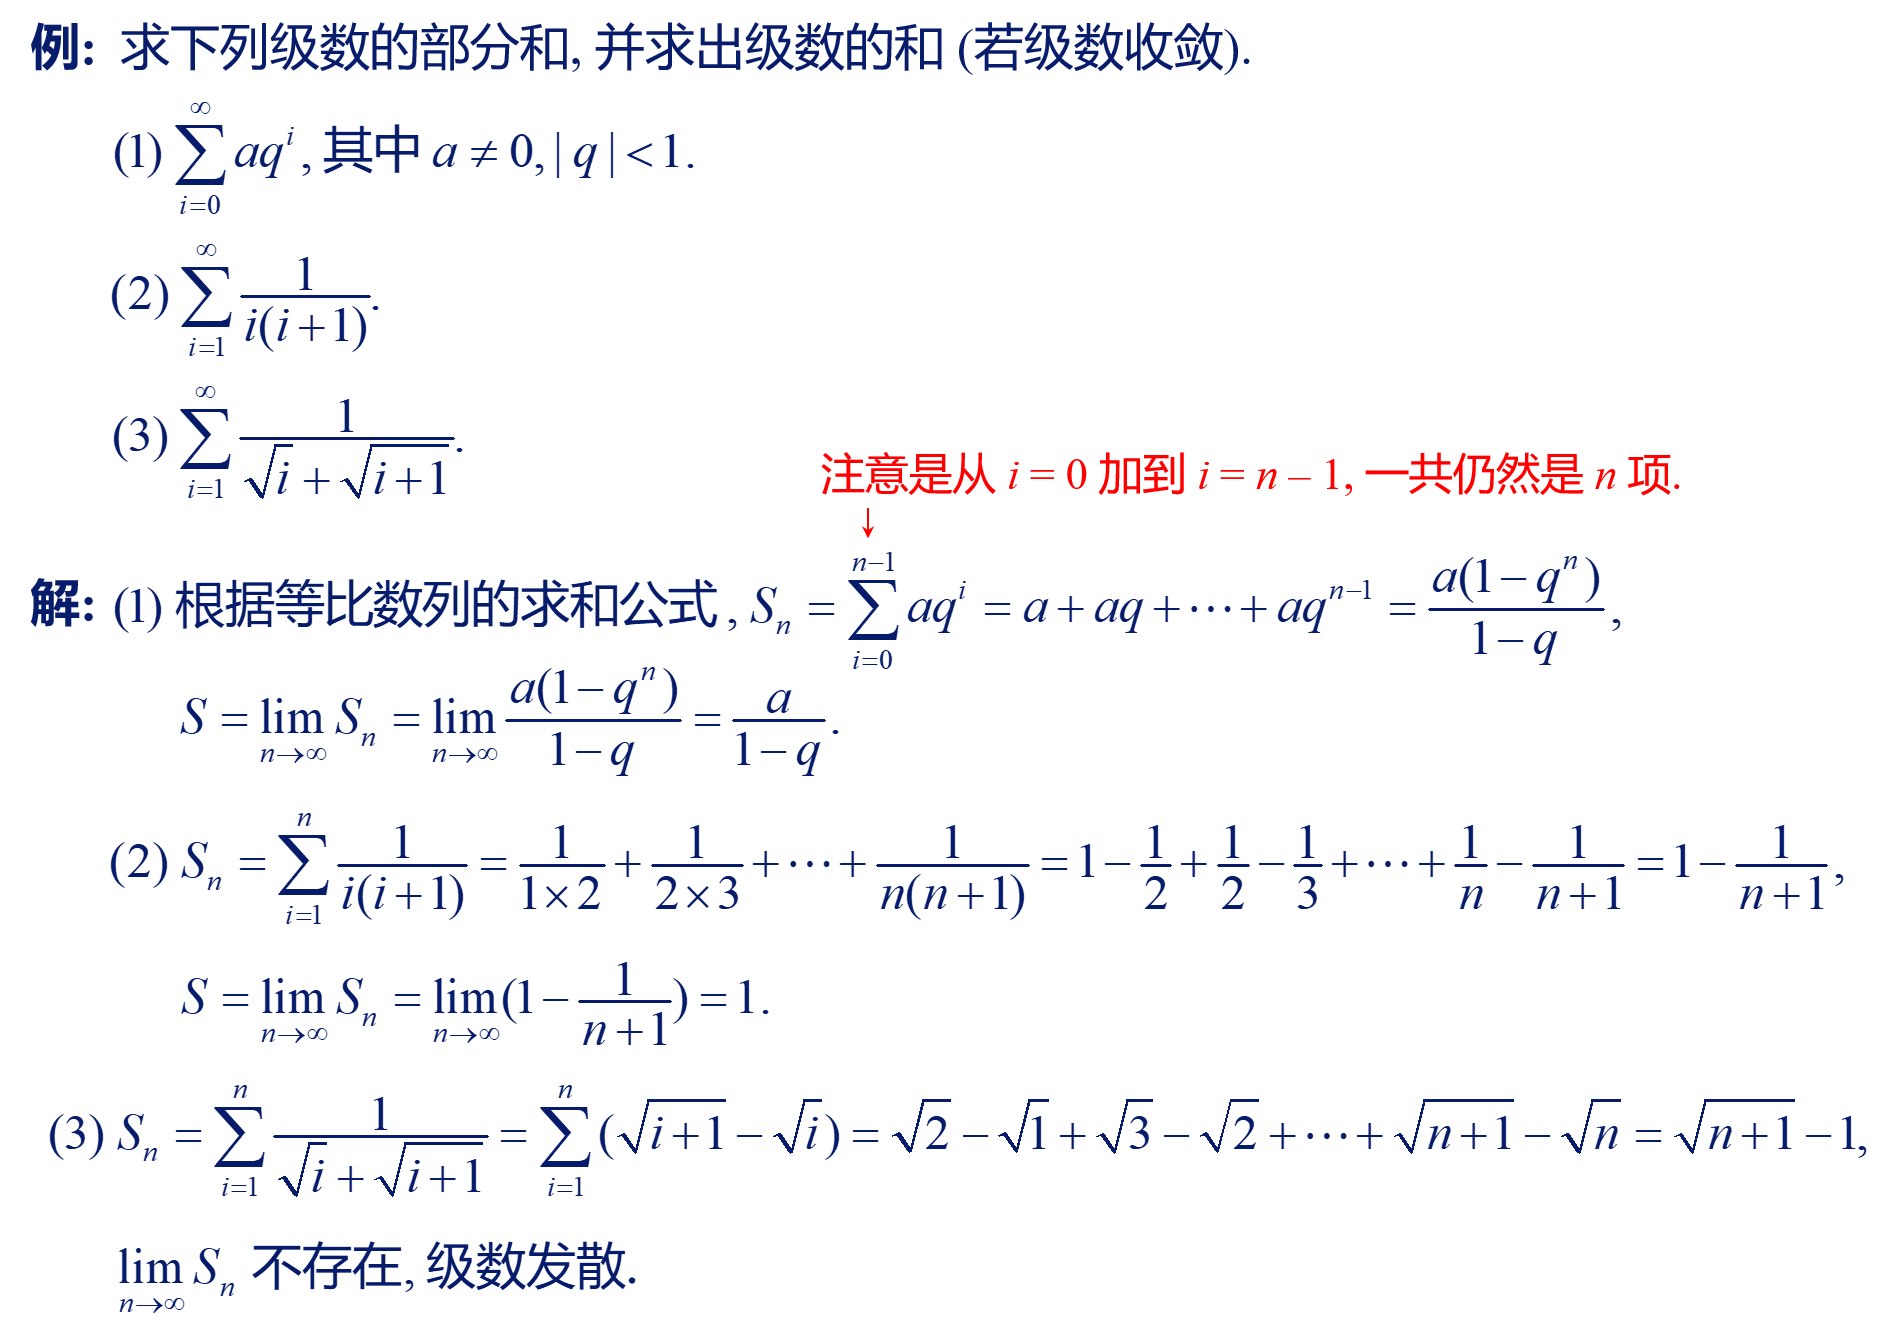 例: 求下列级数的部分和, 并求出级数的和 (若级数收敛).
(1) $\sum_{i=0}^{\infty} aq^i$, 其中 $a \neq 0, |q| < 1$.
(2) $\sum_{i=1}^{\infty} \frac{1}{i(i+1)}$.
(3) $\sum_{i=1}^{\infty} \frac{1}{\sqrt{i}+\sqrt{i+1}}$.
注意是从 i = 0 加到 i = n – 1, 一共仍然是 n 项.
↓
解: (1) 根据等比数列的求和公式, $S_n = \sum_{i=0}^{n-1} aq^i = a + aq + \cdots + aq^{n-1} = \frac{a(1-q^n)}{1-q}$,
$S = \lim_{n\to\infty} S_n = \lim_{n\to\infty} \frac{a(1-q^n)}{1-q} = \frac{a}{1-q}$.
(2) $S_n = \sum_{i=1}^{n} \frac{1}{i(i+1)} = \frac{1}{1\times 2} + \frac{1}{2\times 3} + \cdots + \frac{1}{n(n+1)} = 1 - \frac{1}{2} + \frac{1}{2} - \frac{1}{3} + \cdots + \frac{1}{n} - \frac{1}{n+1} = 1 - \frac{1}{n+1}$,
$S = \lim_{n\to\infty} S_n = \lim_{n\to\infty} (1 - \frac{1}{n+1}) = 1$.
(3) $S_n = \sum_{i=1}^{n} \frac{1}{\sqrt{i}+\sqrt{i+1}} = \sum_{i=1}^{n} (\sqrt{i+1} - \sqrt{i}) = \sqrt{2} - \sqrt{1} + \sqrt{3} - \sqrt{2} + \cdots + \sqrt{n+1} - \sqrt{n} = \sqrt{n+1} - 1$,
$\lim_{n\to\infty} S_n$ 不存在, 级数发散.